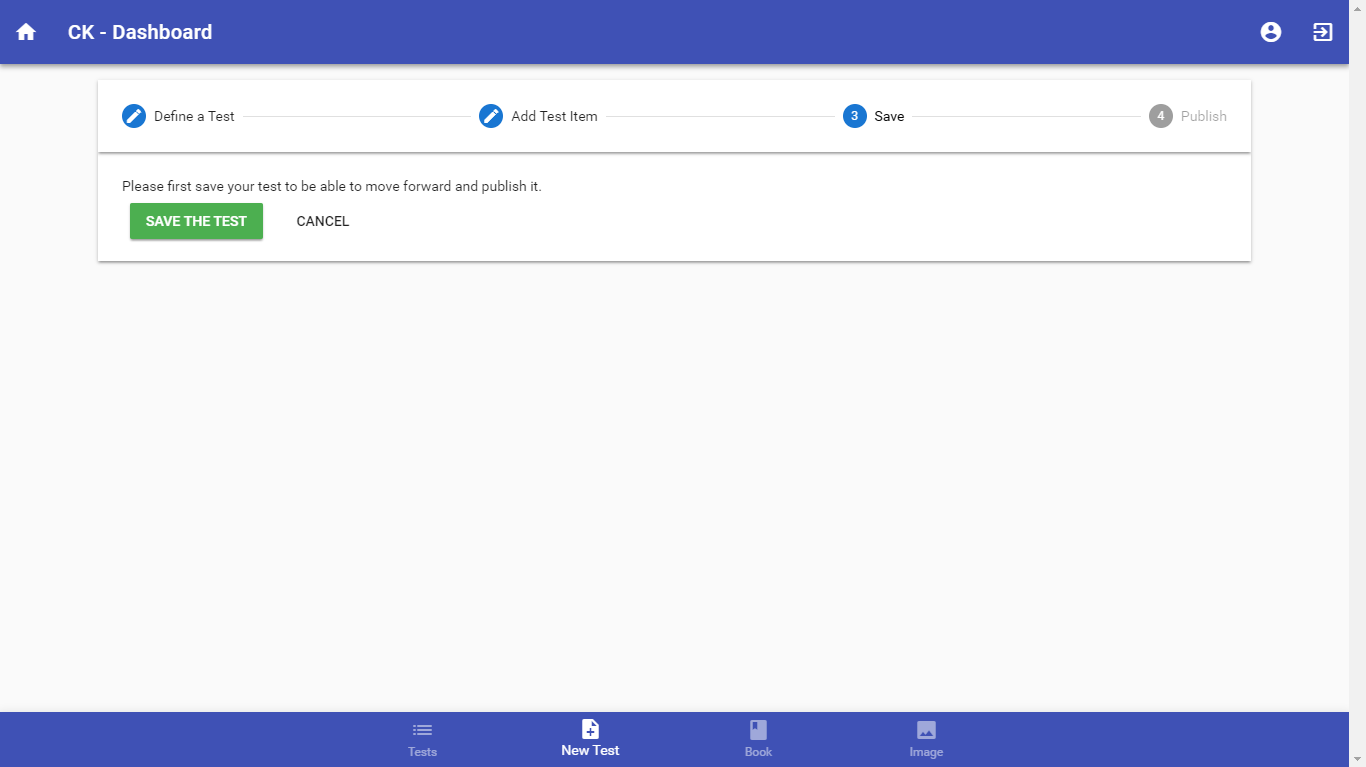 CK - Dashboard
Define a Test
Add Test Item
3 Save
4 Publish
Please first save your test to be able to move forward and publish it.
SAVE THE TEST CANCEL
Tests New Test Book Image